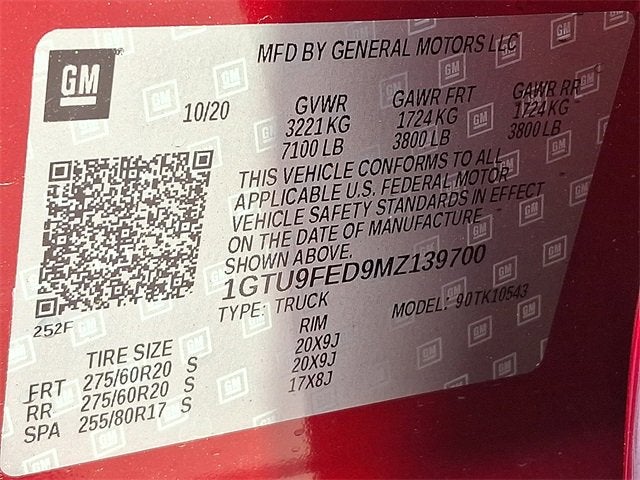 GM
MFD BY GENERAL MOTORS LLC
10/20 GVWR GAWR FRT GAWR RR
3221 KG 1724 KG 1724 KG
7100 LB 3800 LB 3800 LB
THIS VEHICLE CONFORMS TO ALL
APPLICABLE U.S. FEDERAL MOTOR
VEHICLE SAFETY STANDARDS IN EFFECT
ON THE DATE OF MANUFACTURE
SHOWN ABOVE.
1GTU9FED9MZ139700
TYPE: TRUCK MODEL: 90TK10543
252F
TIRE SIZE RIM
FRT 275/60R20 S 20X9J
RR 275/60R20 S 20X9J
SPA 255/80R17 S 17X8J